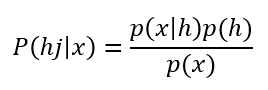 P(hj|x) = p(x|h)p(h) / p(x)